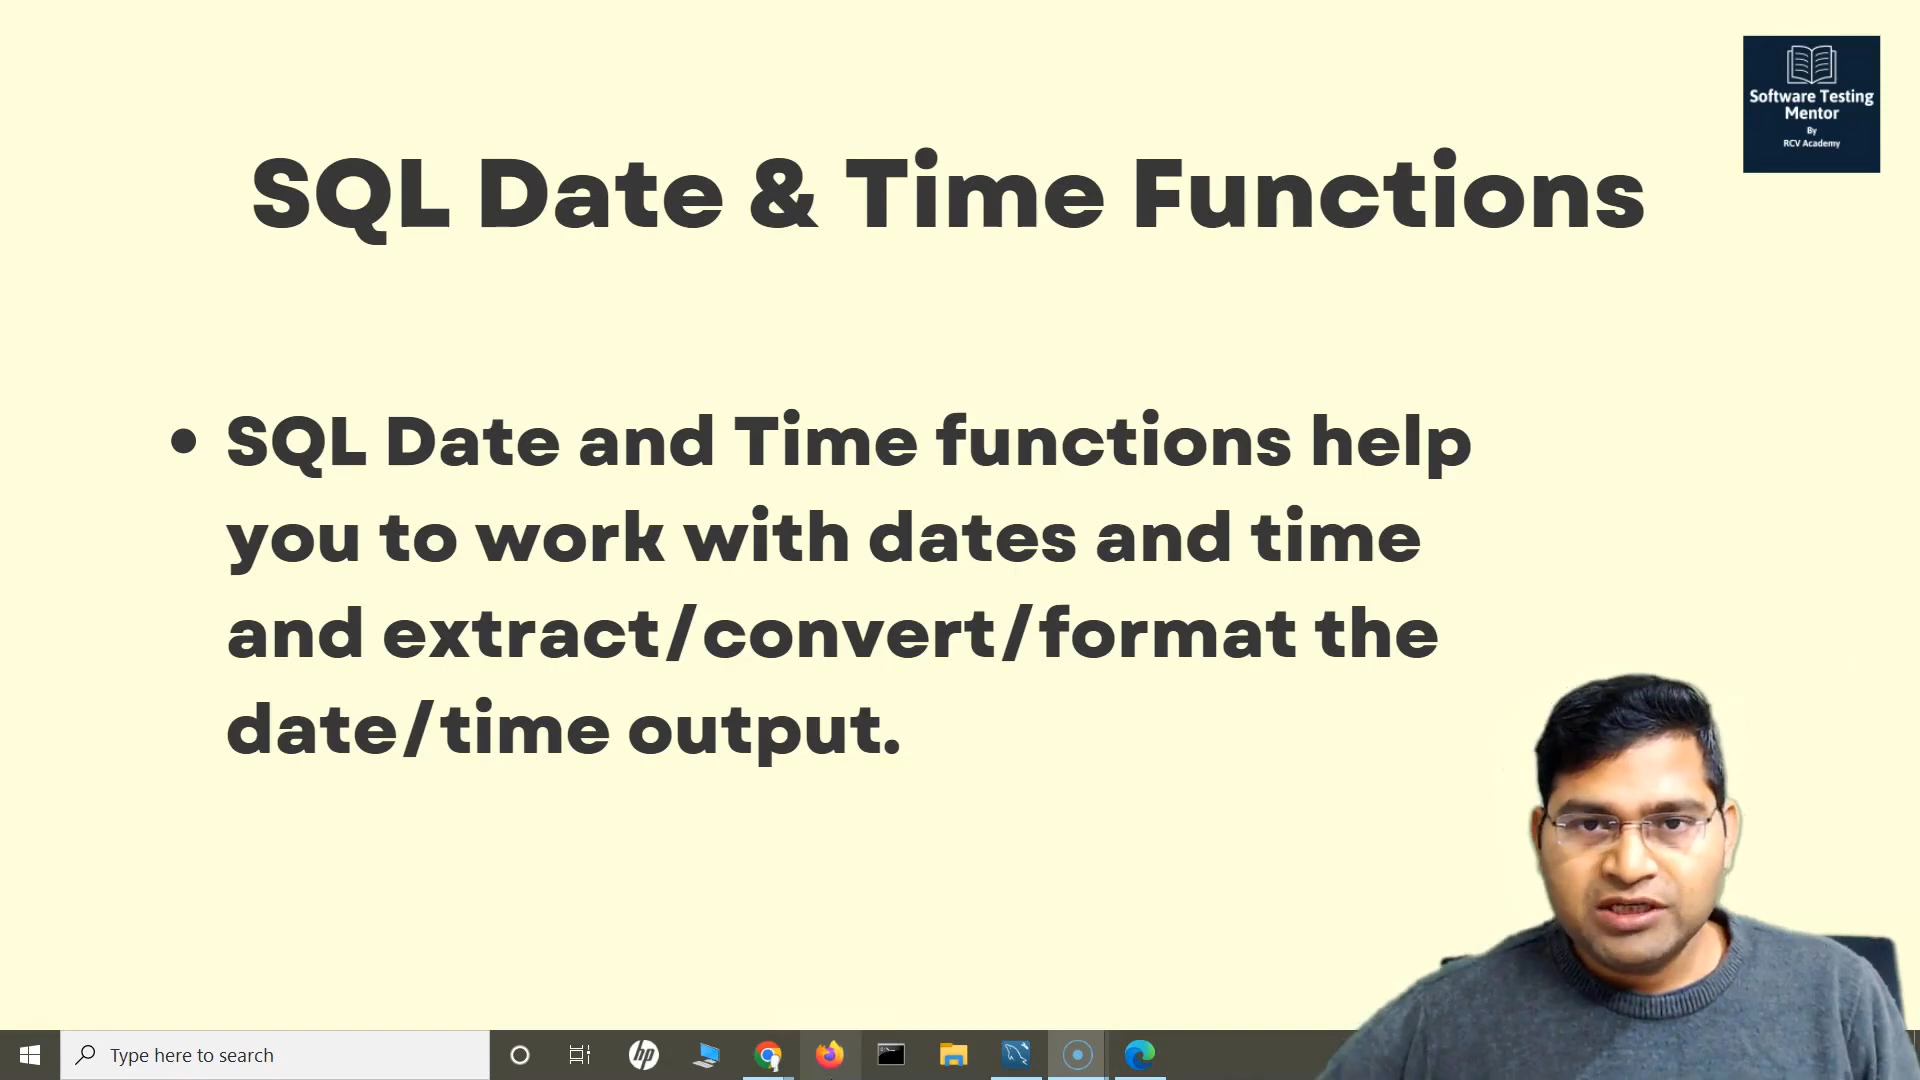 Software Testing
Mentor
By
RCV Academy
SQL Date & Time Functions
• SQL Date and Time functions help
you to work with dates and time
and extract/convert/format the
date/time output.
hp
Type here to search